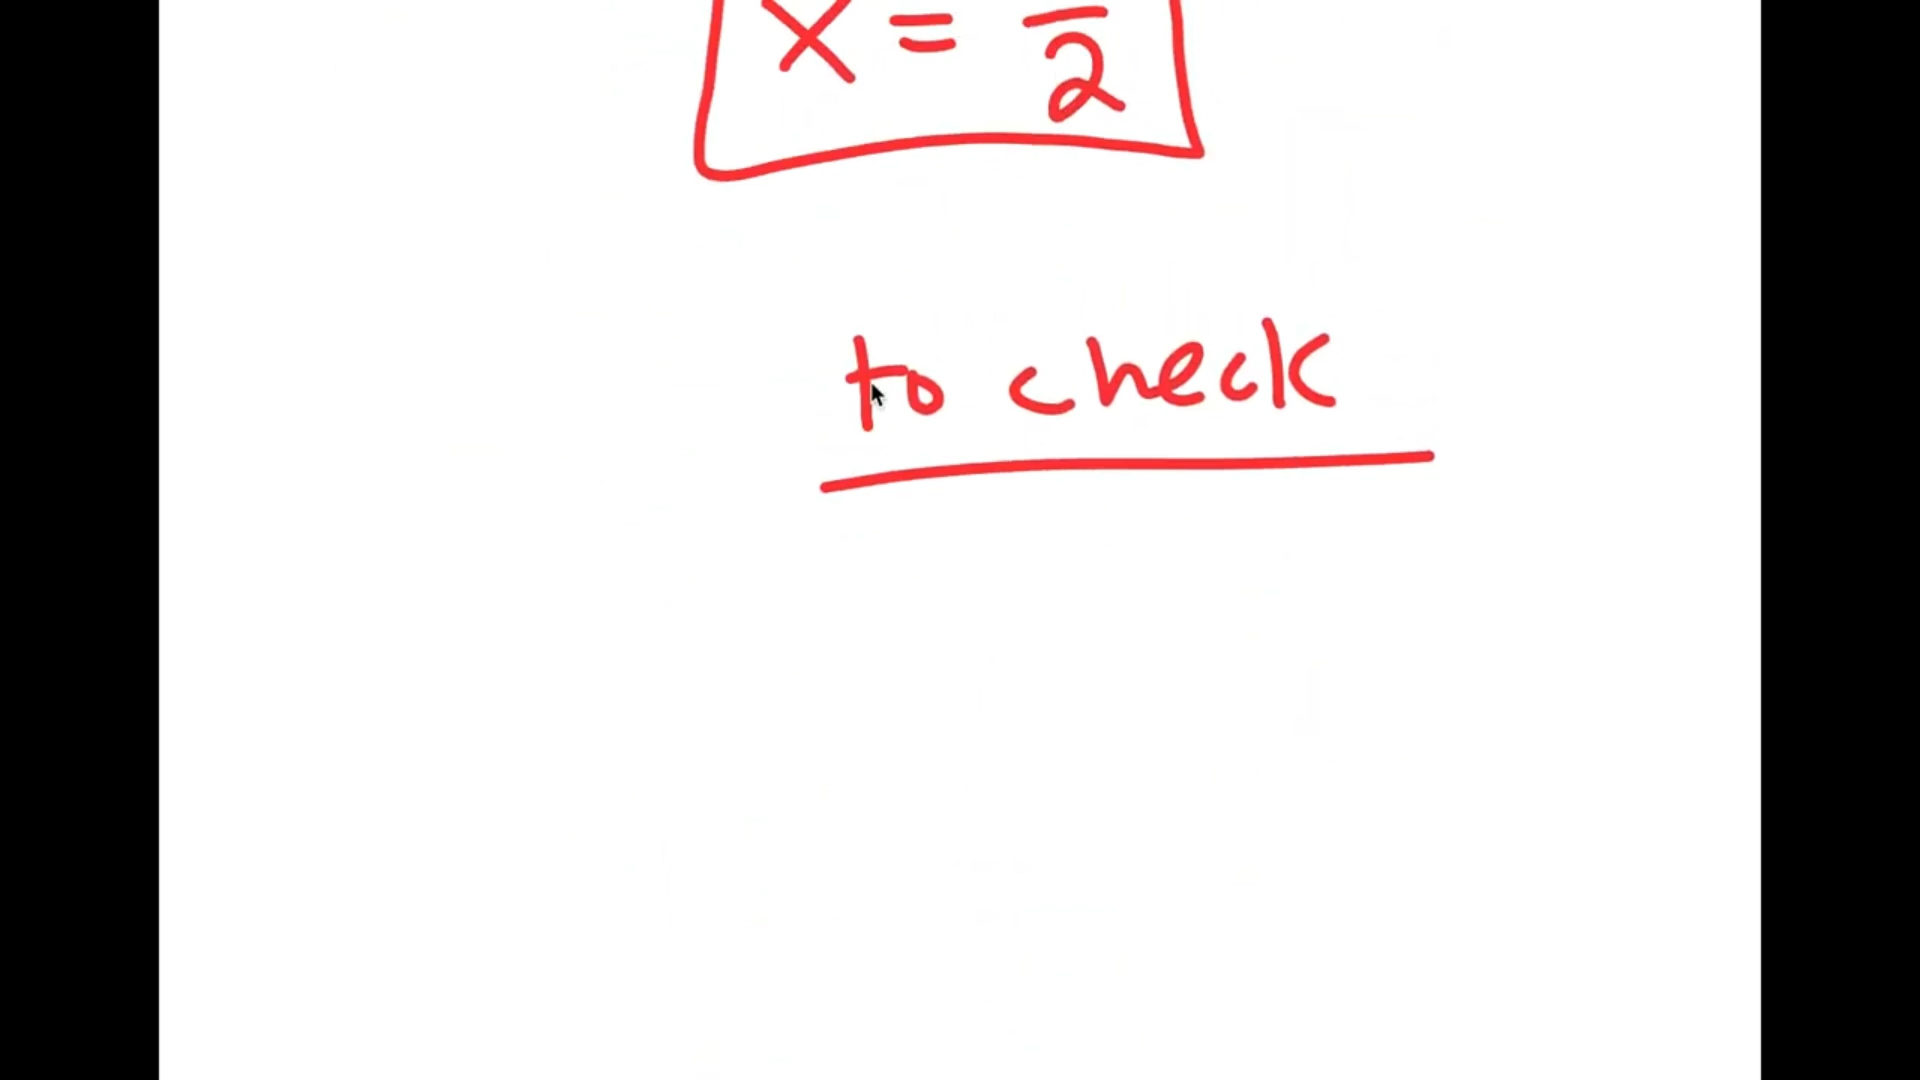 x = — 2
to check